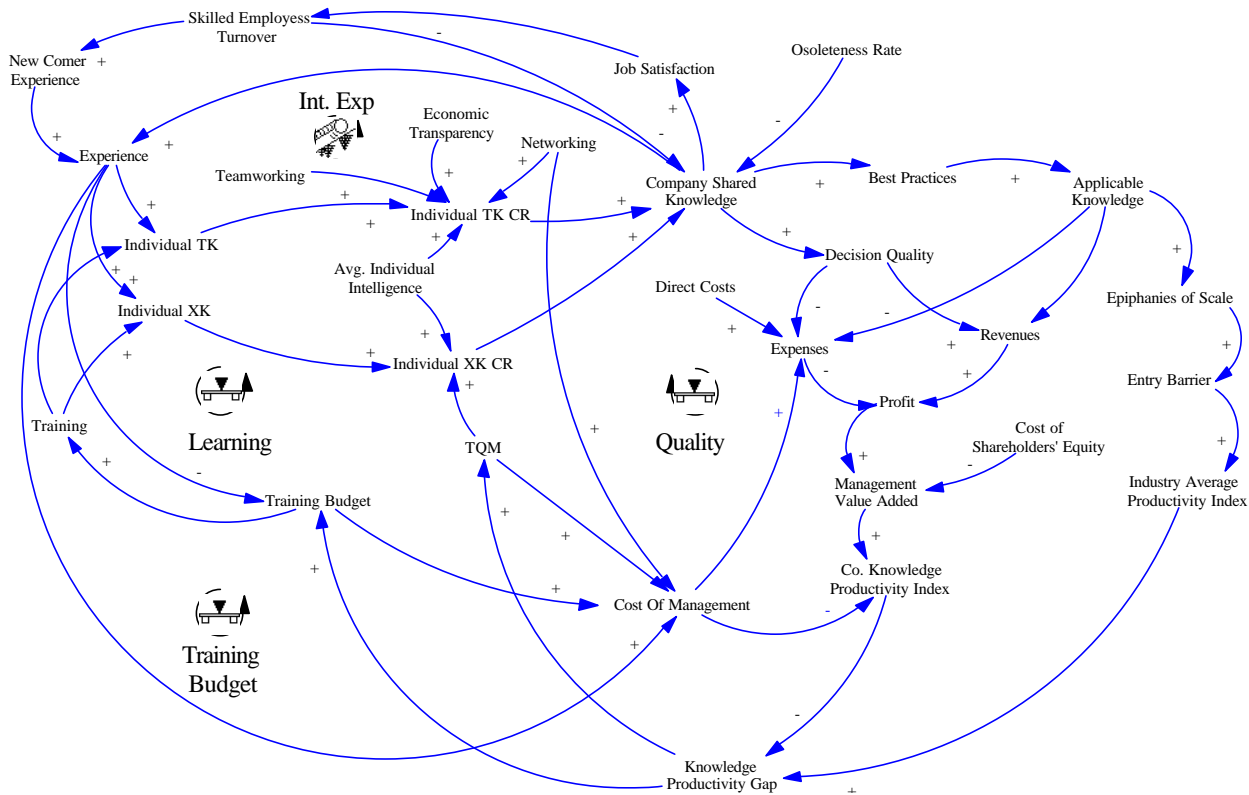 Skilled Employess
Turnover
New Comer
Experience
Job Satisfaction
Osoleteness Rate
Int. Exp
Economic
Transparency
Networking
Experience
Teamworking
Company Shared
Knowledge
Best Practices
Applicable
Knowledge
Individual TK CR
Individual TK
Decision Quality
Avg. Individual
Intelligence
Direct Costs
Epiphanies of Scale
Individual XK
Revenues
Expenses
Individual XK CR
Entry Barrier
Profit
Training
Learning
TQM
Quality
Cost of
Shareholders' Equity
Management
Value Added
Industry Average
Productivity Index
Training Budget
Co. Knowledge
Productivity Index
Cost Of Management
Training
Budget
Knowledge
Productivity Gap